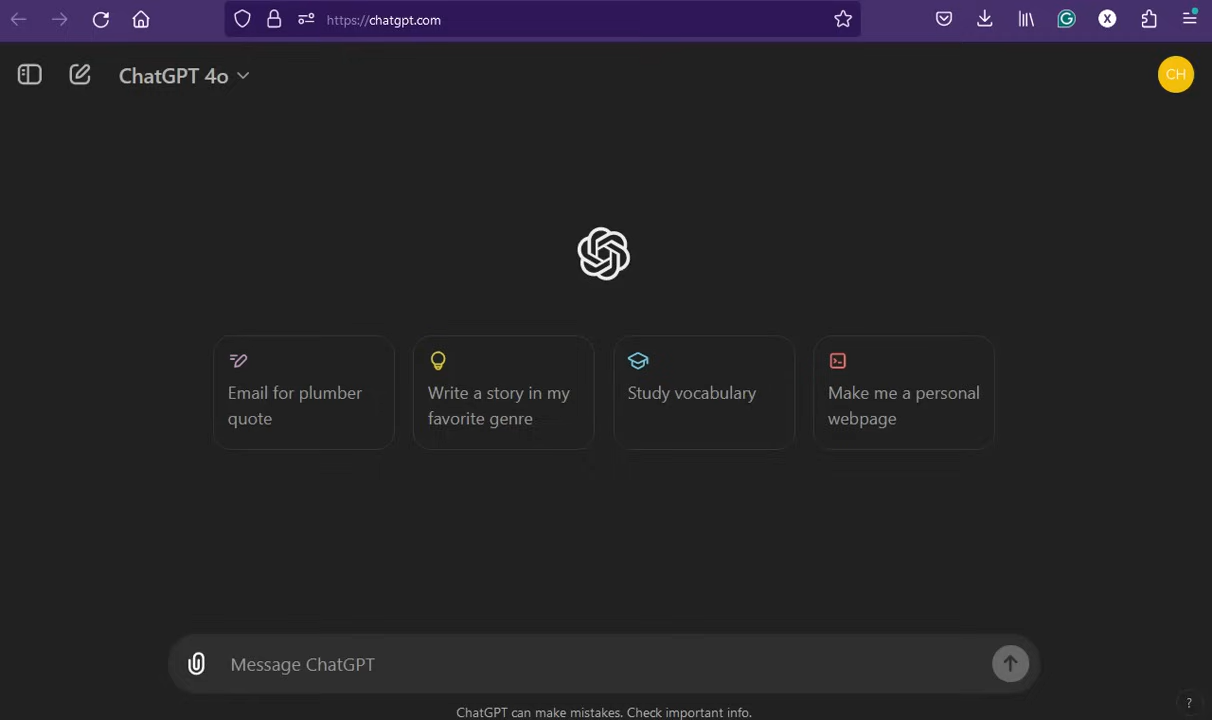 https://chatgpt.com
ChatGPT 4o
CH
Email for plumber
quote
Write a story in my
favorite genre
Study vocabulary
Make me a personal
webpage
Message ChatGPT
ChatGPT can make mistakes. Check important info.
?